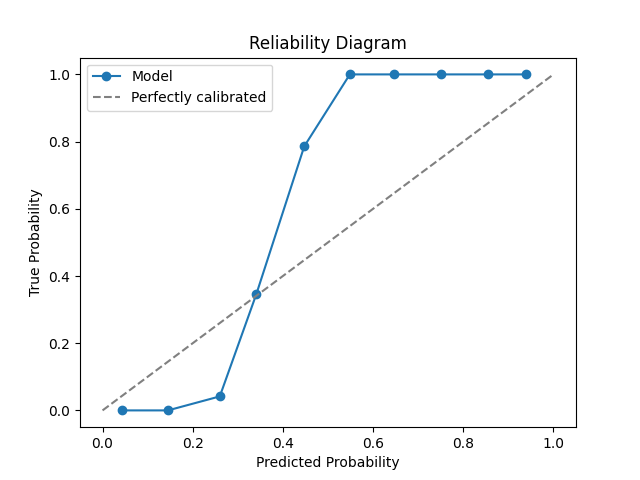 Reliability Diagram
Model
Perfectly calibrated
True Probability
1.0
0.8
0.6
0.4
0.2
0.0
0.0 0.2 0.4 0.6 0.8 1.0
Predicted Probability